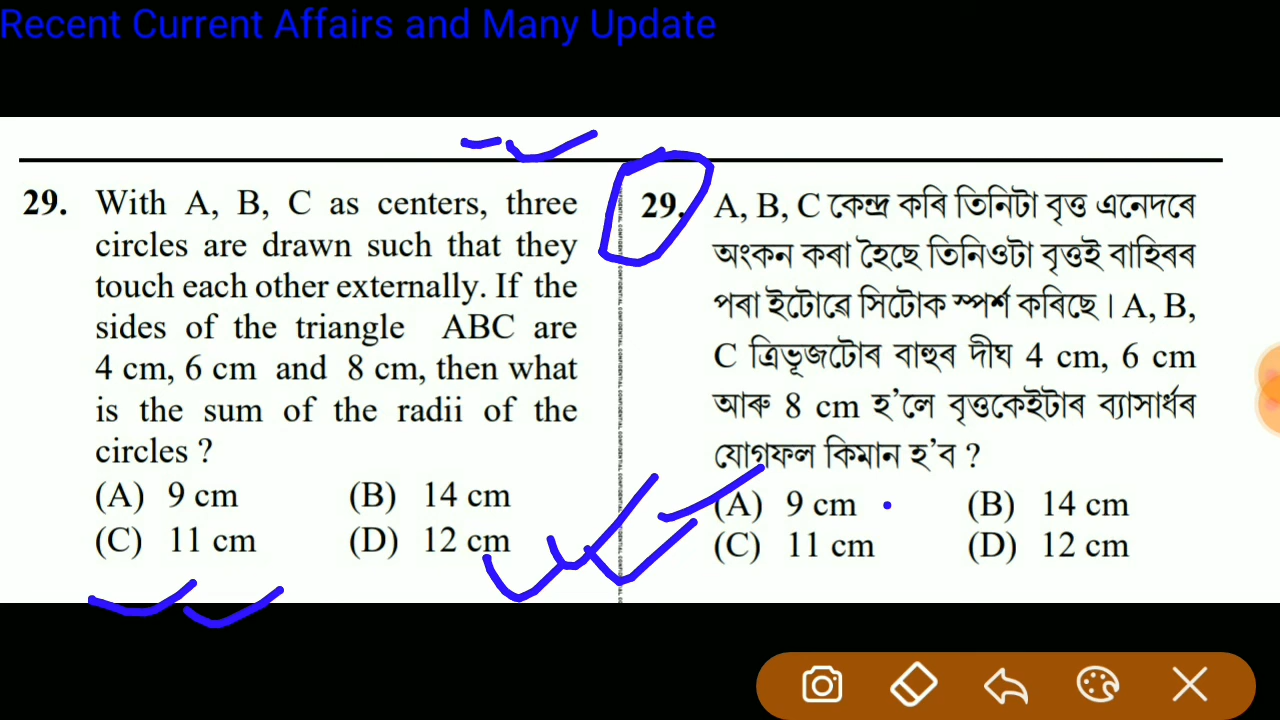 Recent Current Affairs and Many Update
29. With A, B, C as centers, three
circles are drawn such that they
touch each other externally. If the
sides of the triangle ABC are
4 cm, 6 cm and 8 cm, then what
is the sum of the radii of the
circles ?
(A) 9 cm (B) 14 cm
(C) 11 cm (D) 12 cm
29. A, B, C কেন্দ্ৰ কৰি তিনিটা বৃত্ত এনেদৰে
অংকন কৰা হৈছে তিনিওটা বৃত্তই বাহিৰৰ
পৰা ইটোৱে সিটোক স্পৰ্শ কৰিছে। A, B,
C ত্ৰিভূজটোৰ বাহুৰ দীঘ 4 cm, 6 cm
আৰু 8 cm হ’লে বৃত্তকেইটাৰ ব্যাসাৰ্ধৰ
যোগফল কিমান হ’ব ?
(A) 9 cm (B) 14 cm
(C) 11 cm (D) 12 cm